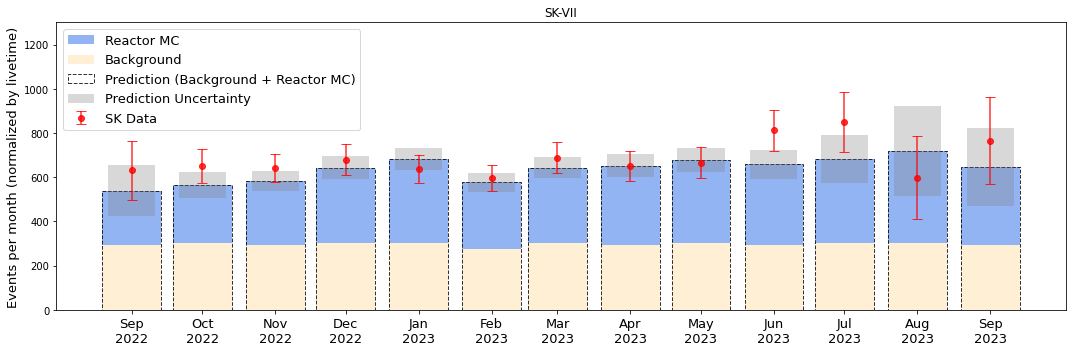 SK-VII
Events per month (normalized by livetime)
1200
1000
800
600
400
200
0
Reactor MC
Background
Prediction (Background + Reactor MC)
Prediction Uncertainty
SK Data
Sep Oct Nov Dec Jan Feb Mar Apr May Jun Jul Aug Sep
2022 2022 2022 2022 2023 2023 2023 2023 2023 2023 2023 2023 2023